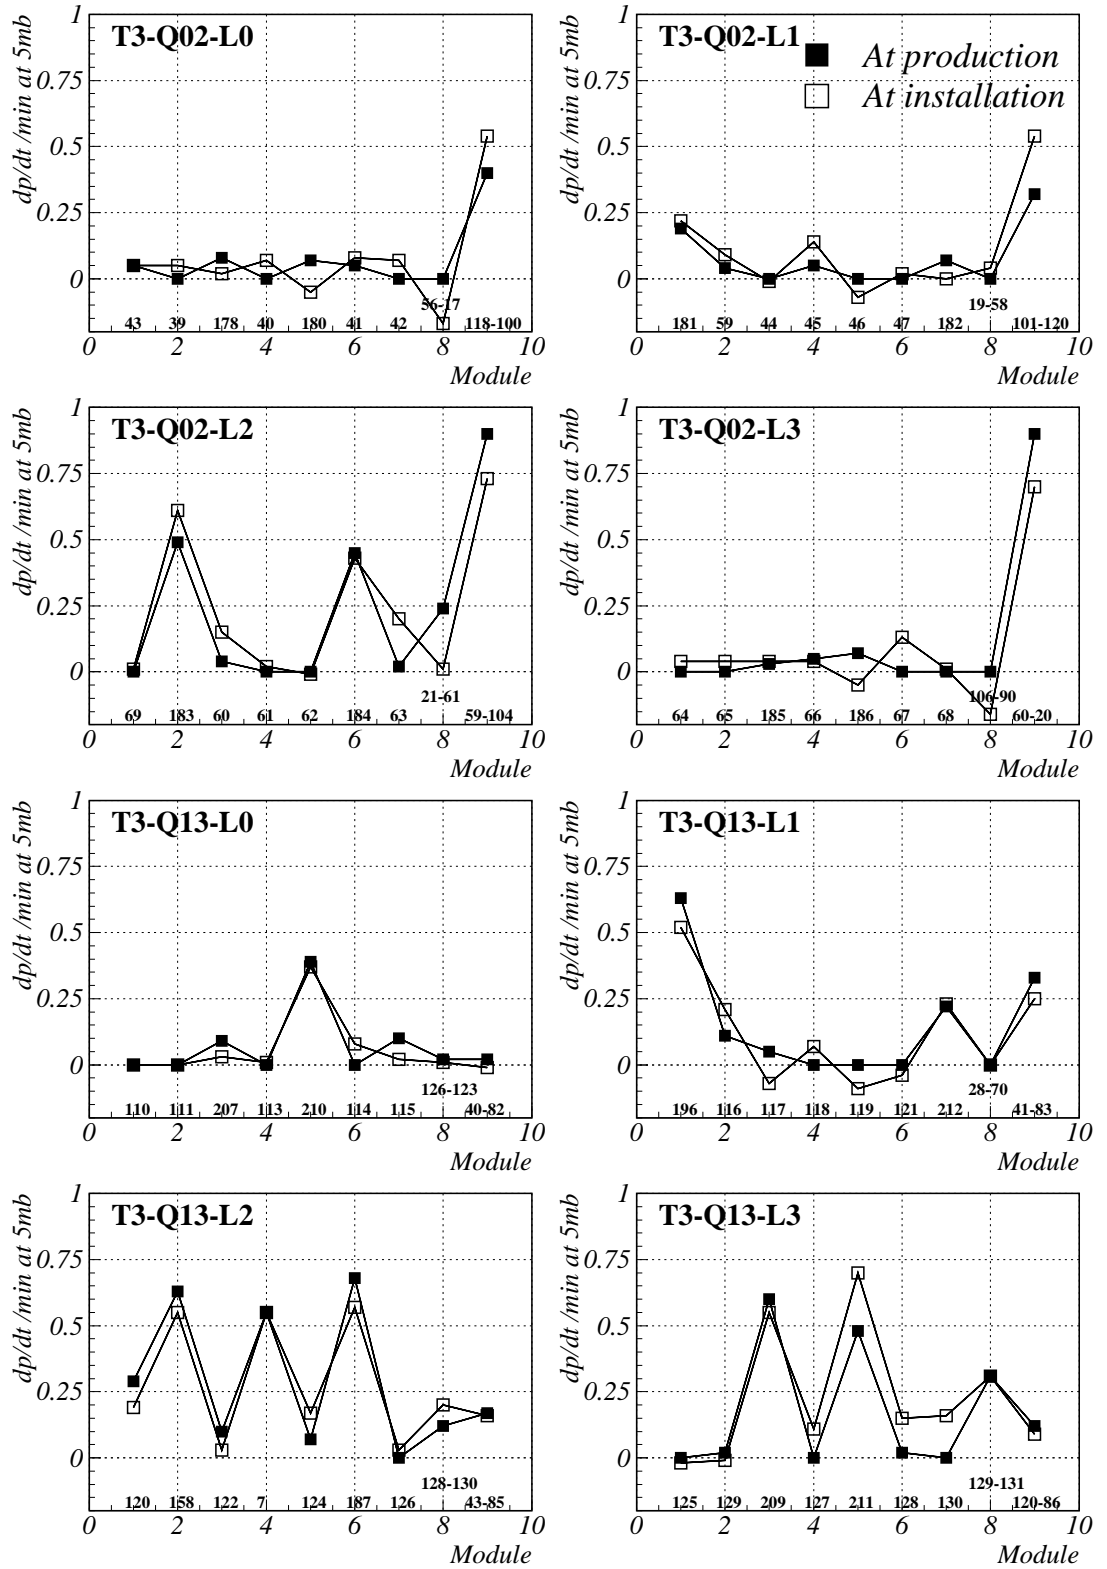 T3-Q02-L0
dp/dt /min at 5mb
1
0.75
0.5
0.25
0
56-17
43 39 178 40 180 41 42 118-100
0 2 4 6 8 10
Module
T3-Q02-L1
At production
At installation
dp/dt /min at 5mb
1
0.75
0.5
0.25
0
19-58
181 59 44 45 46 47 182 101-120
0 2 4 6 8 10
Module
T3-Q02-L2
dp/dt /min at 5mb
1
0.75
0.5
0.25
0
21-61
69 183 60 61 62 184 63 59-104
0 2 4 6 8 10
Module
T3-Q02-L3
dp/dt /min at 5mb
1
0.75
0.5
0.25
0
106-90
64 65 185 66 186 67 68 60-20
0 2 4 6 8 10
Module
T3-Q13-L0
dp/dt /min at 5mb
1
0.75
0.5
0.25
0
126-123
110 111 207 113 210 114 115 40-82
0 2 4 6 8 10
Module
T3-Q13-L1
dp/dt /min at 5mb
1
0.75
0.5
0.25
0
28-70
196 116 117 118 119 121 212 41-83
0 2 4 6 8 10
Module
T3-Q13-L2
dp/dt /min at 5mb
1
0.75
0.5
0.25
0
128-130
120 158 122 7 124 187 126 43-85
0 2 4 6 8 10
Module
T3-Q13-L3
dp/dt /min at 5mb
1
0.75
0.5
0.25
0
129-131
125 129 209 127 211 128 130 120-86
0 2 4 6 8 10
Module